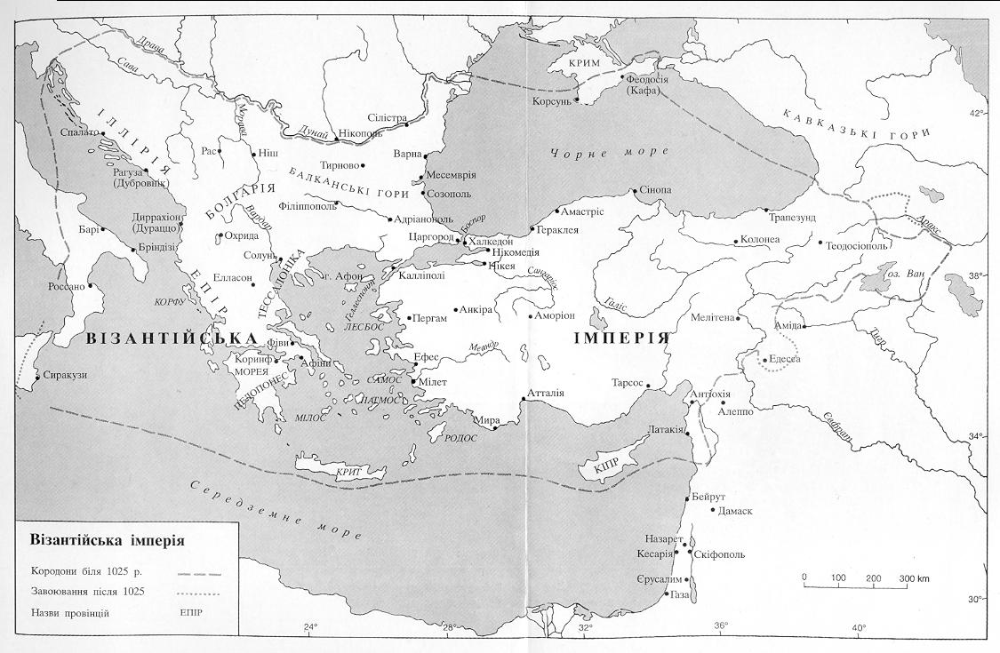 Драва
Сава
КРИМ
Феодосія
(Кафа)
Корсунь
42°
КАВКАЗЬКІ ГОРИ
ІЛЛІРІЯ
Спалато
Морава
Сілістра
Дунай
Нікополь
Рас
Ніш
Варна
Тирново
Чорне море
Рагуза
(Дубровнік)
Месемврія
БАЛКАНСЬКІ ГОРИ
Созополь
Сінопа
БОЛГАРІЯ
Філіппополь
Амастріс
Трапезунд
Диррахіон
(Дураццо)
Вардар
Адріанополь
Босфор
Аракс
Барі
Охрида
Царгород
Халкедон
Гераклея
Колонеа
Теодосіополь
Бріндізі
Солунь
Нікомедія
Нікея
Россано
ЕПІР
Елласон
ТЕССАЛОНІКА
г. Афон
Калліполі
Сангаріос
оз. Ван
38°
КОРФУ
Геллеспонт
Анкіра
Аморіон
Галіс
Мелітена
Пергам
ЛЕСБОС
Аміда
ВІЗАНТІЙСЬКА
ІМПЕРІЯ
Тигр
Фіви
Меандр
Коринф
Афіни
Ефес
Едесса
МОРЕЯ
Сиракузи
ПЕЛОПОНЕС
САМОС
Мілет
Тарсос
ПАТМОС
Атталія
Антіохія
Алеппо
МІЛОС
Мира
Латакія
Євфрат
РОДОС
34°
КРИТ
КІПР
Середземне море
Бейрут
Дамаск
Назарет
Кесарія
Скіфополь
Єрусалим
Газа
0 100 200 300 km
30°
24°
28°
32°
36°
40°
Візантійська імперія
Кордони біля 1025 р.
Завоювання після 1025
Назви провінцій ЕПІР